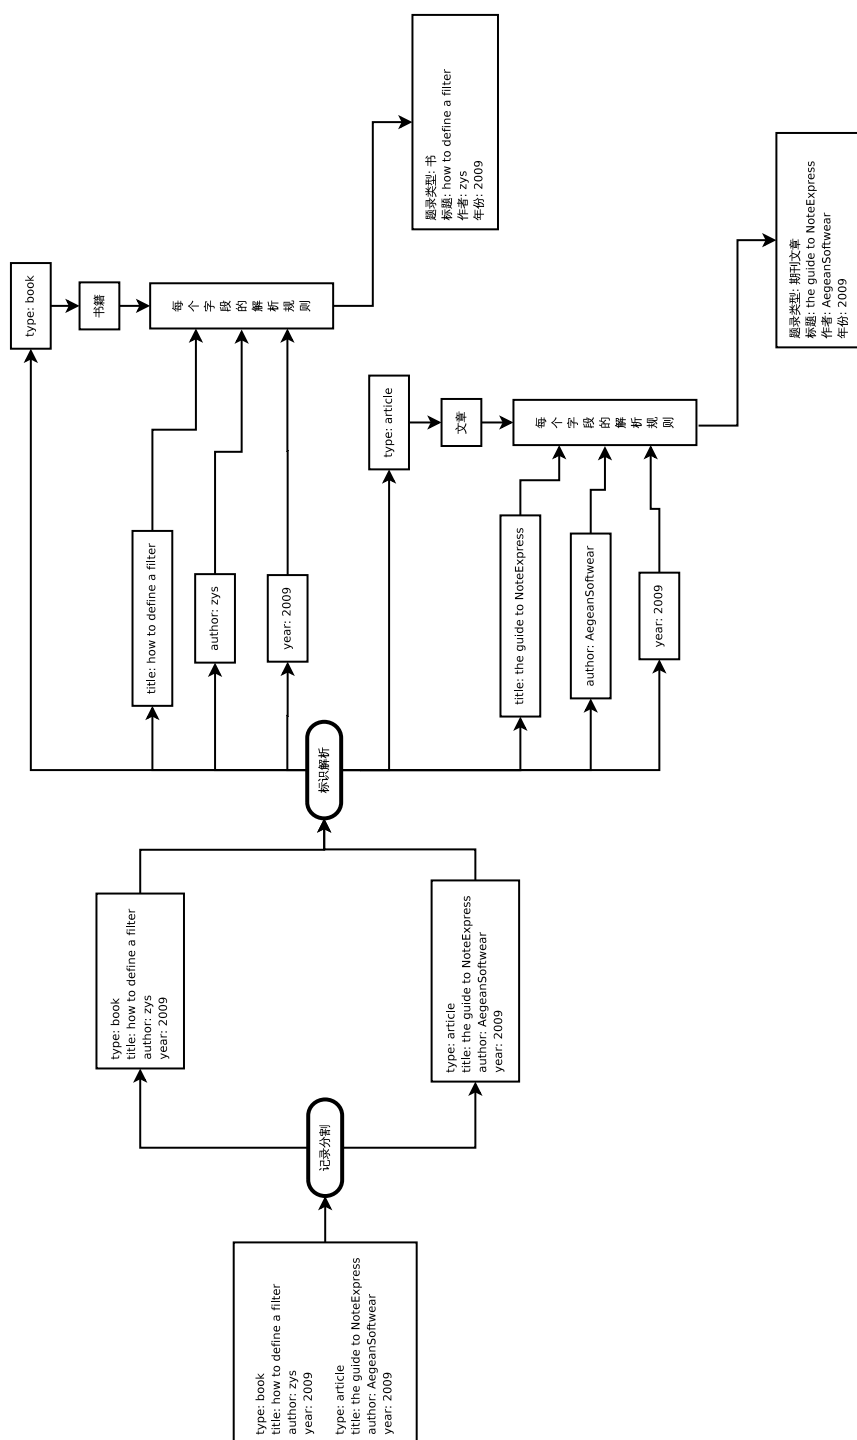 type: book
title: how to define a filter
author: zys
year: 2009
type: article
title: the guide to NoteExpress
author: AegeanSoftwear
year: 2009
记录分割
type: book
title: how to define a filter
author: zys
year: 2009
type: article
title: the guide to NoteExpress
author: AegeanSoftwear
year: 2009
标识解析
type: book
书籍
title: how to define a filter
author: zys
year: 2009
每个字段的解析规则
题录类型: 书
标题: how to define a filter
作者: zys
年份: 2009
type: article
文章
title: the guide to NoteExpress
author: AegeanSoftwear
year: 2009
每个字段的解析规则
题录类型: 期刊文章
标题: the guide to NoteExpress
作者: AegeanSoftwear
年份: 2009